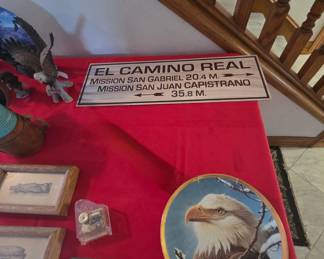 EL CAMINO REAL
MISSION SAN GABRIEL 20.4 M.
MISSION SAN JUAN CAPISTRANO
35.8 M.